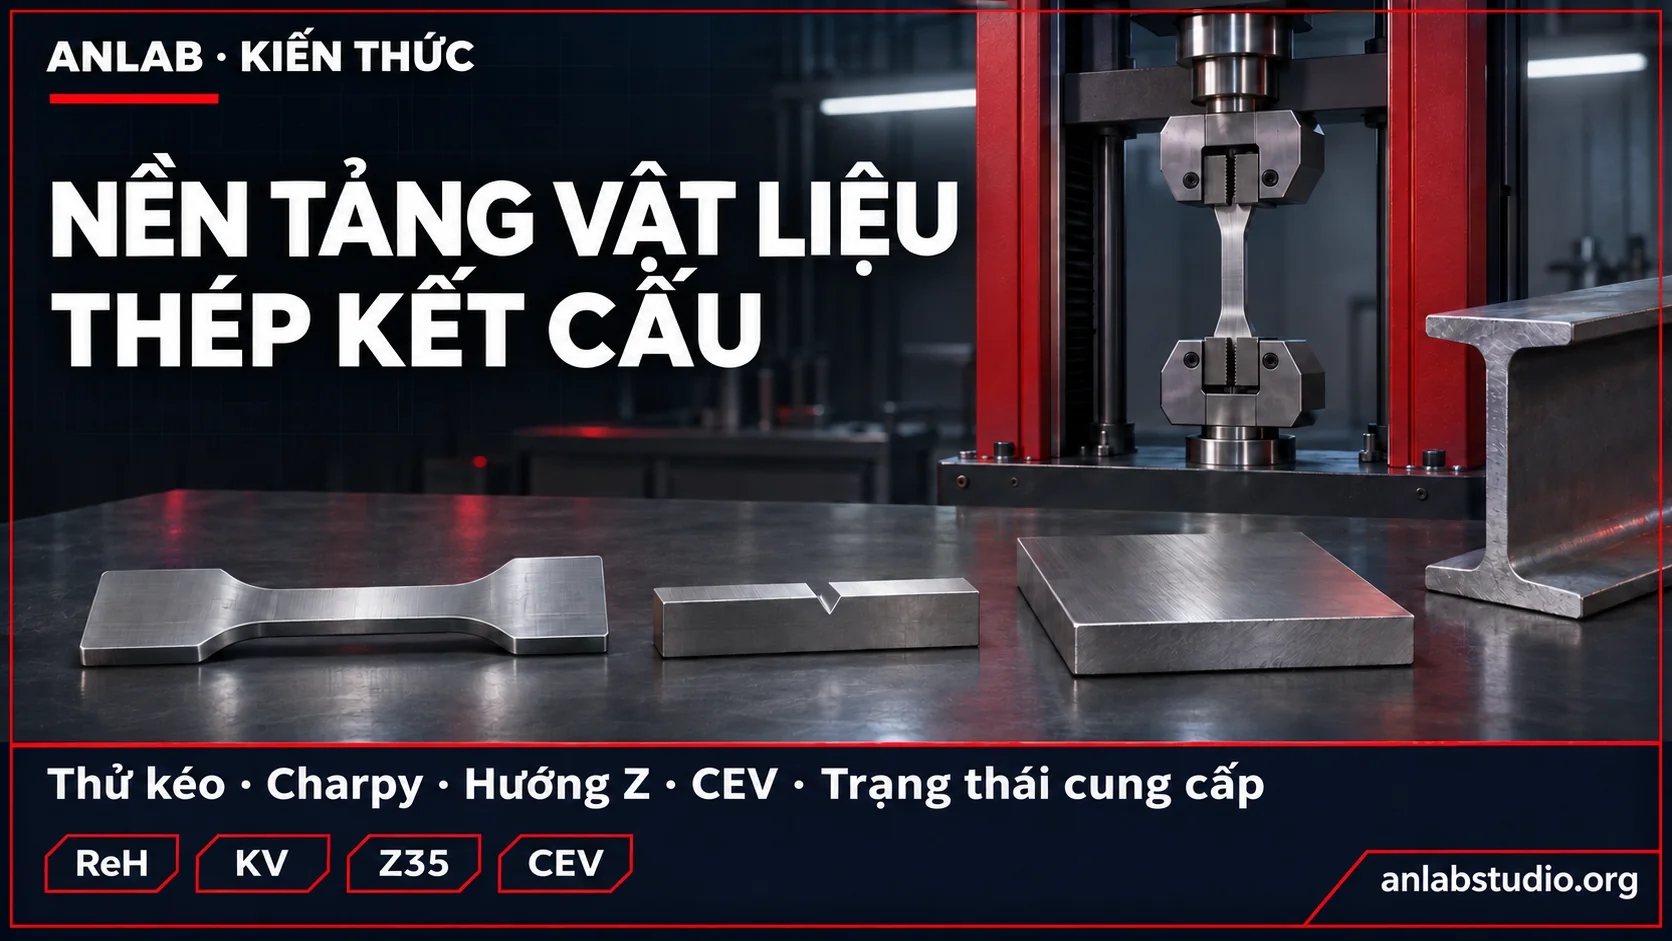 ANLAB · KIẾN THỨC
NỀN TẢNG VẬT LIỆU
THÉP KẾT CẤU
Thử kéo · Charpy · Hướng Z · CEV · Trạng thái cung cấp
ReH
KV
Z35
CEV
anlabstudio.org